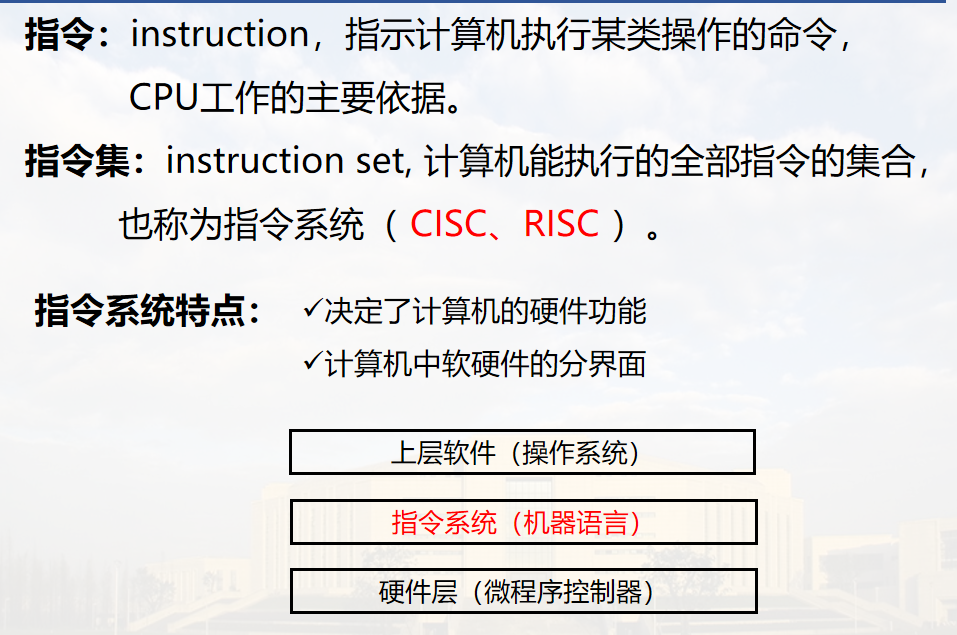 指令：instruction，指示计算机执行某类操作的命令，
CPU工作的主要依据。
指令集：instruction set, 计算机能执行的全部指令的集合，
也称为指令系统（ CISC、RISC ）。
指令系统特点：
✓决定了计算机的硬件功能
✓计算机中软硬件的分界面
上层软件（操作系统）
指令系统（机器语言）
硬件层（微程序控制器）